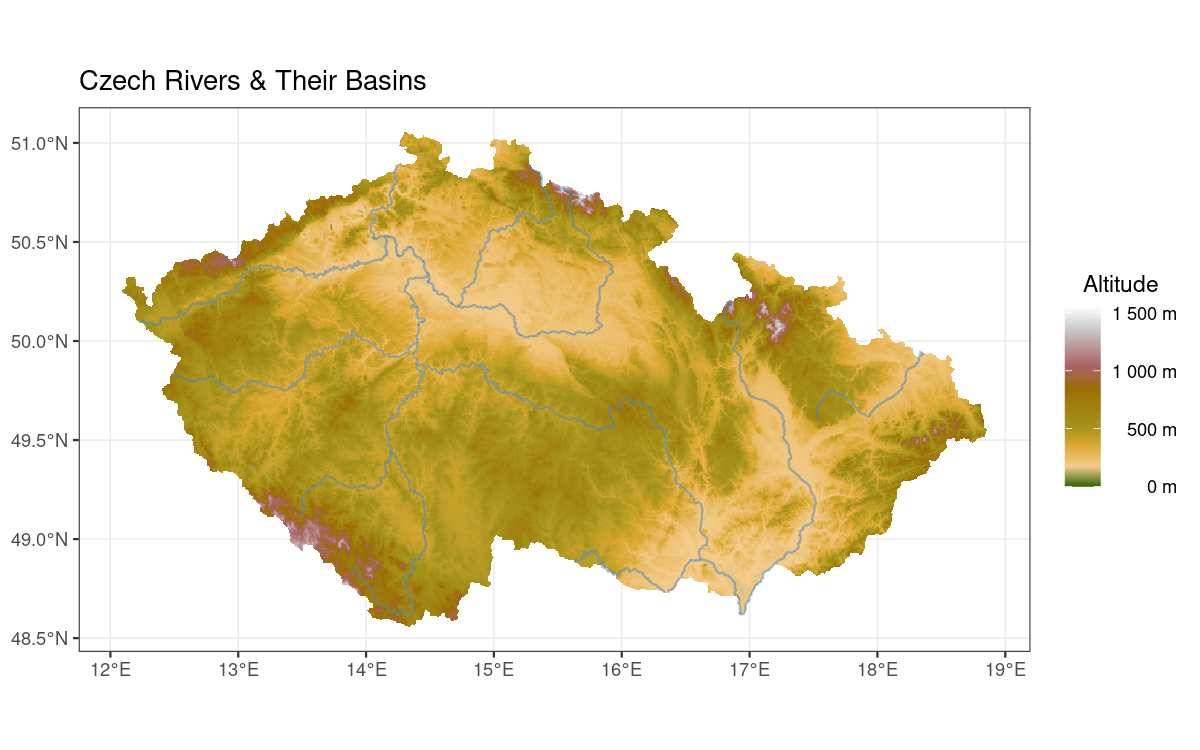 Czech Rivers & Their Basins
51.0°N
50.5°N
50.0°N
49.5°N
49.0°N
48.5°N
12°E
13°E
14°E
15°E
16°E
17°E
18°E
19°E
Altitude
1 500 m
1 000 m
500 m
0 m